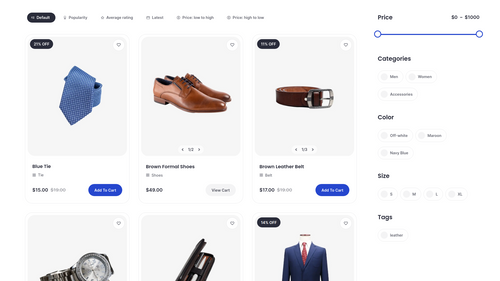 Default
Popularity
Average rating
Latest
Price: low to high
Price: high to low
21% OFF
1/2
Blue Tie
Tie
$15.00 $19.00
Add To Cart
Brown Formal Shoes
Shoes
$49.00
View Cart
11% OFF
1/3
Brown Leather Belt
Belt
$17.00 $19.00
Add To Cart
14% OFF
Price
$0 – $1000
Categories
Men
Women
Accessories
Color
Off-white
Maroon
Navy Blue
Size
S
M
L
XL
Tags
leather